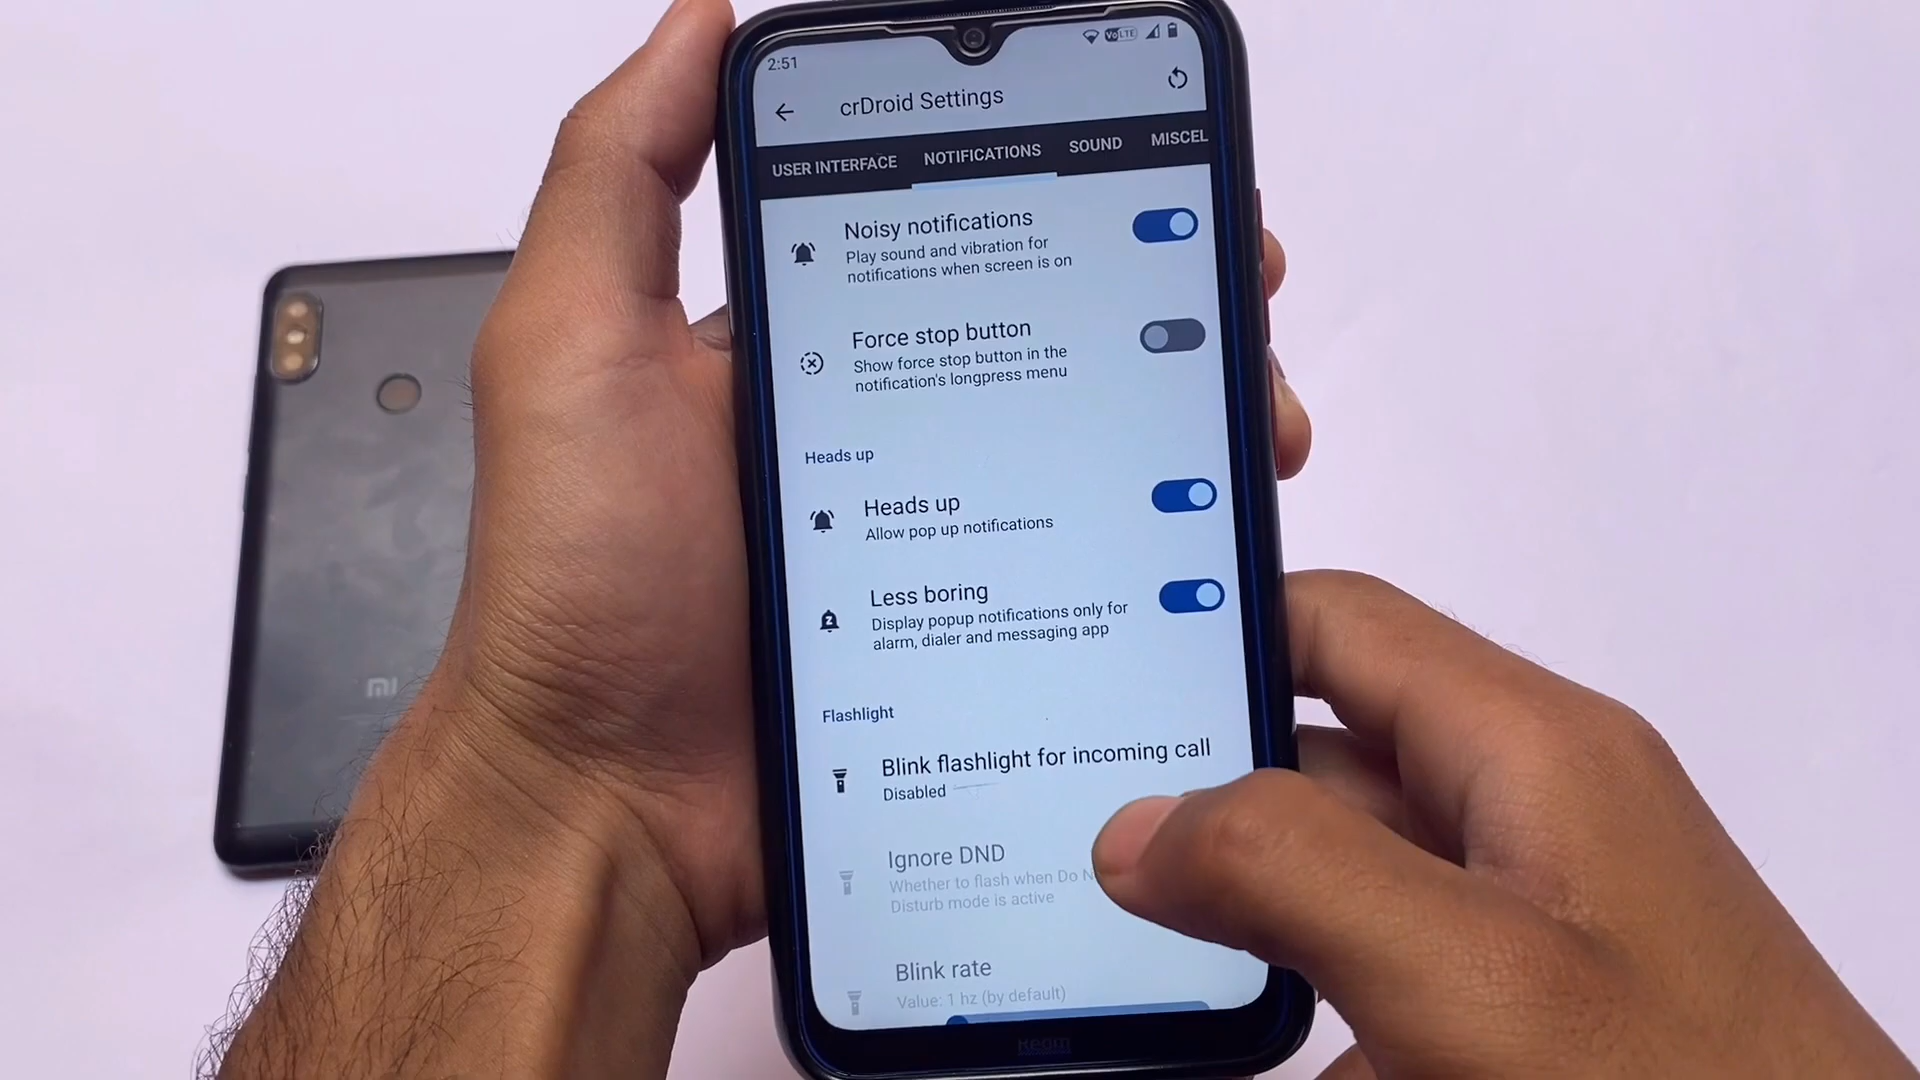 2:51
VoLTE
crDroid Settings
USER INTERFACE NOTIFICATIONS SOUND MISCEL
Noisy notifications
Play sound and vibration for
notifications when screen is on
Force stop button
Show force stop button in the
notification's longpress menu
Heads up
Heads up
Allow pop up notifications
Less boring
Display popup notifications only for
alarm, dialer and messaging app
Flashlight
Blink flashlight for incoming call
Disabled
Ignore DND
Whether to flash when Do N
Disturb mode is active
Blink rate
Value: 1 hz (by default)
mi